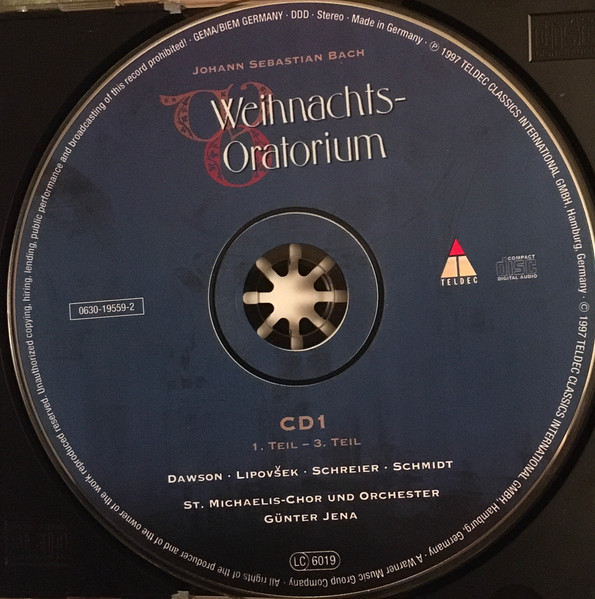 JOHANN SEBASTIAN BACH
Weihnachts-
Oratorium
0630-19559-2
TELDEC
COMPACT
disc
DIGITAL AUDIO
CD1
1. TEIL – 3. TEIL
DAWSON · LIPOVŠEK · SCHREIER · SCHMIDT
ST. MICHAELIS-CHOR UND ORCHESTER
GÜNTER JENA
LC 6019
GEMA/BIEM GERMANY · DDD · Stereo · Made in Germany · ℗ 1997 TELDEC CLASSICS INTERNATIONAL GMBH, Hamburg, Germany · © 1997 TELDEC CLASSICS INTERNATIONAL GMBH, Hamburg, Germany · A Warner Music Group Company · All rights of the producer and of the owner of the work reproduced reserved. Unauthorized copying, hiring, lending, public performance and broadcasting of this record prohibited! ·